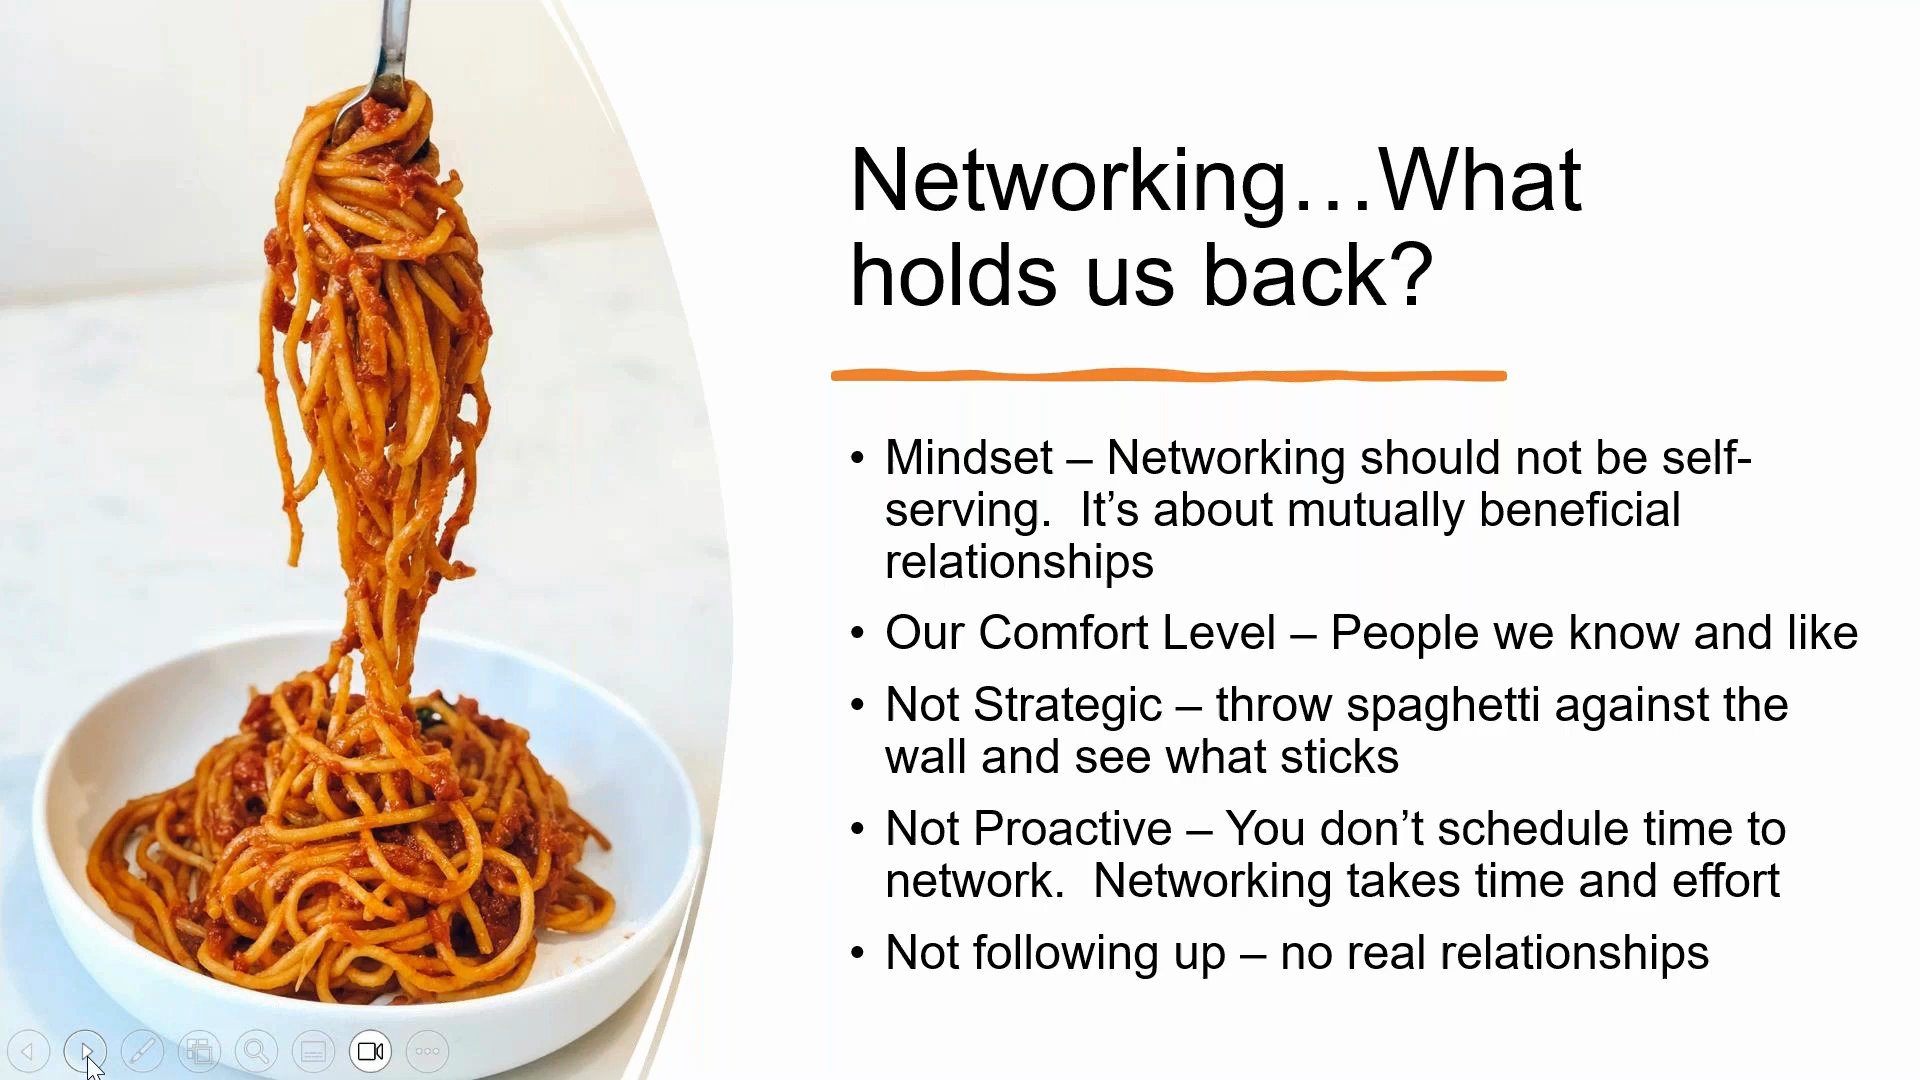 Networking…What
holds us back?
• Mindset – Networking should not be self-
serving.  It’s about mutually beneficial
relationships
• Our Comfort Level – People we know and like
• Not Strategic – throw spaghetti against the
wall and see what sticks
• Not Proactive – You don’t schedule time to
network.  Networking takes time and effort
• Not following up – no real relationships